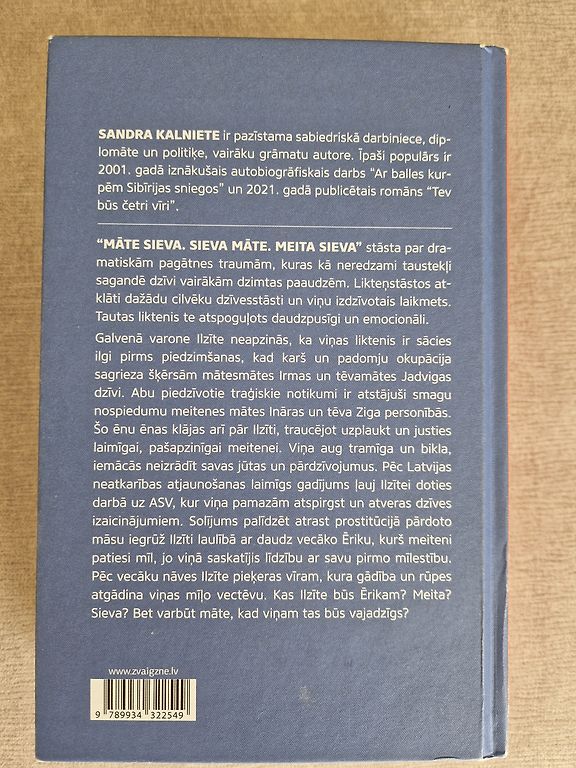 SANDRA KALNIETE ir pazīstama sabiedriskā darbiniece, dip-
lomāte un politiķe, vairāku grāmatu autore. Īpaši populārs ir
2001. gadā iznākušais autobiogrāfiskais darbs “Ar balles kur-
pēm Sibīrijas sniegos” un 2021. gadā publicētais romāns “Tev
būs četri vīri”.
“MĀTE SIEVA. SIEVA MĀTE. MEITA SIEVA” stāsta par dra-
matiskām pagātnes traumām, kuras kā neredzami taustekļi
sagandē dzīvi vairākām dzimtas paaudzēm. Likteņstāstos at-
klāti dažādu cilvēku dzīvesstāsti un viņu izdzīvotais laikmets.
Tautas liktenis te atspoguļots daudzpusīgi un emocionāli.
Galvenā varone Ilzīte neapzinās, ka viņas liktenis ir sācies
ilgi pirms piedzimšanas, kad karš un padomju okupācija
sagrieza šķērsām mātesmātes Irmas un tēvamātes Jadvigas
dzīvi. Abu piedzīvotie traģiskie notikumi ir atstājuši smagu
nospiedumu meitenes mātes Ināras un tēva Ziga personībās.
Šo ēnu ēnas klājas arī pār Ilzīti, traucējot uzplaukt un justies
laimīgai, pašapzinīgai meitenei. Viņa aug tramīga un bikla,
iemācās neizrādīt savas jūtas un pārdzīvojumus. Pēc Latvijas
neatkarības atjaunošanas laimīgs gadījums ļauj Ilzītei doties
darbā uz ASV, kur viņa pamazām atspirgst un atveras dzīves
izaicinājumiem. Solījums palīdzēt atrast prostitūcijā pārdoto
māsu iegrūž Ilzīti laulībā ar daudz vecāko Ēriku, kurš meiteni
patiesi mīl, jo viņā saskatījis līdzību ar savu pirmo mīlestību.
Pēc vecāku nāves Ilzīte pieķeras vīram, kura gādība un rūpes
atgādina viņas mīļo vectēvu. Kas Ilzīte būs Ērikam? Meita?
Sieva? Bet varbūt māte, kad viņam tas būs vajadzīgs?
www.zvaigzne.lv
9 789934 322549